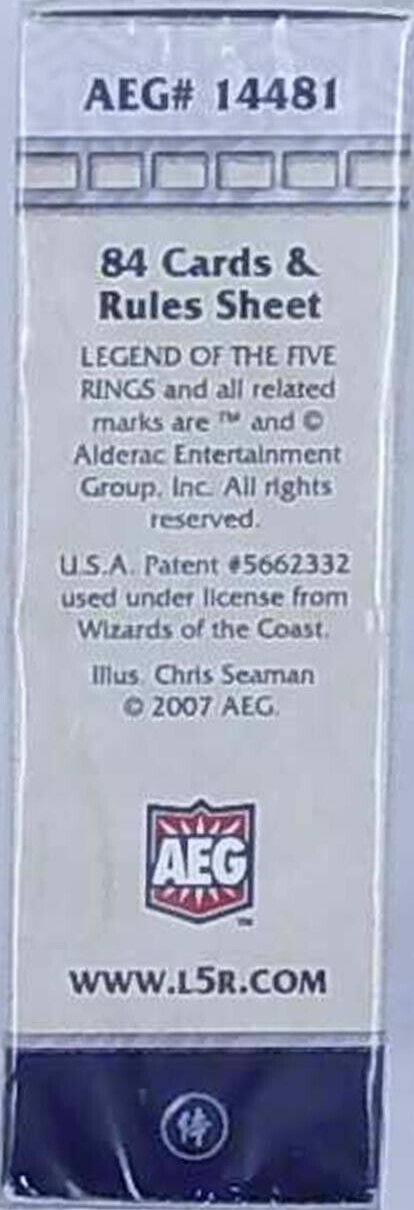 AEG# 14481
84 Cards &
Rules Sheet
LEGEND OF THE FIVE
RINGS and all related
marks are ™ and ©
Alderac Entertainment
Group, Inc. All rights
reserved.
U.S.A. Patent #5662332
used under license from
Wizards of the Coast.
Illus. Chris Seaman
© 2007 AEG.
AEG
™
WWW.L5R.COM
侍